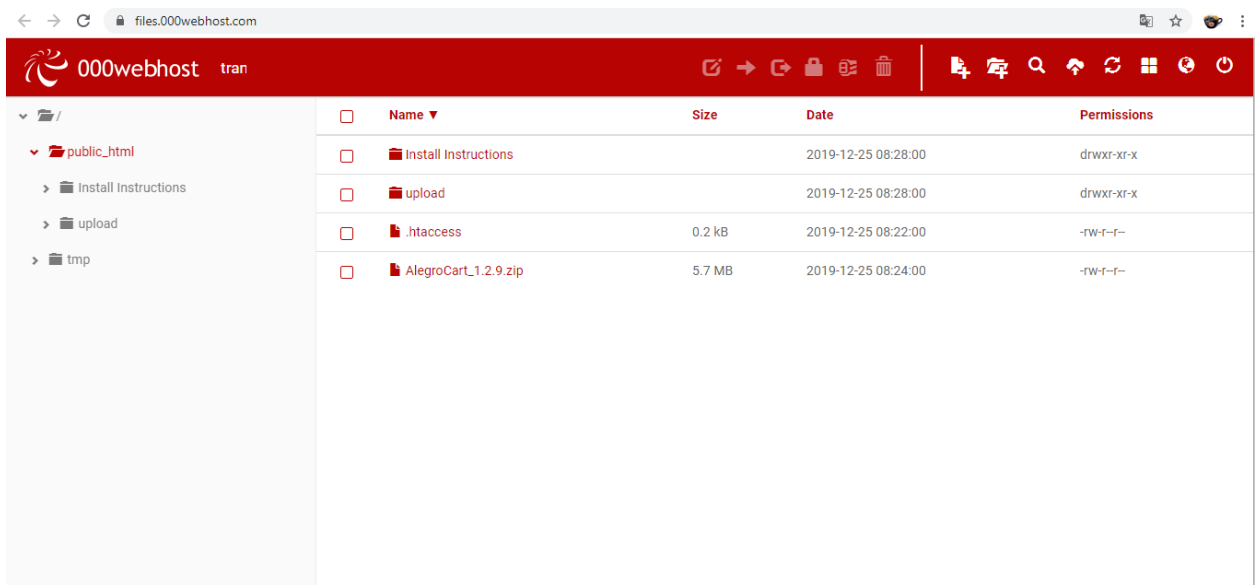 files.000webhost.com
000webhost tran
/
public_html
Install Instructions
upload
tmp
Name ▼ Size Date Permissions
Install Instructions 2019-12-25 08:28:00 drwxr-xr-x
upload 2019-12-25 08:28:00 drwxr-xr-x
.htaccess 0.2 kB 2019-12-25 08:22:00 -rw-r--r--
AlegroCart_1.2.9.zip 5.7 MB 2019-12-25 08:24:00 -rw-r--r--